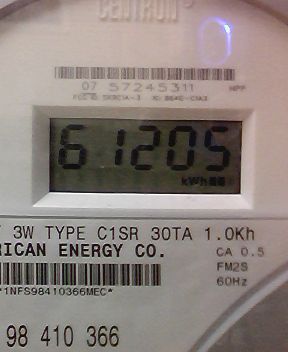 CENTRON
07 57245311
61205
kWh
3W TYPE C1SR 30TA 1.0Kh
RICAN ENERGY CO.
CA 0.5
FM2S
60Hz
*1NFS98410366MEC*
98 410 366